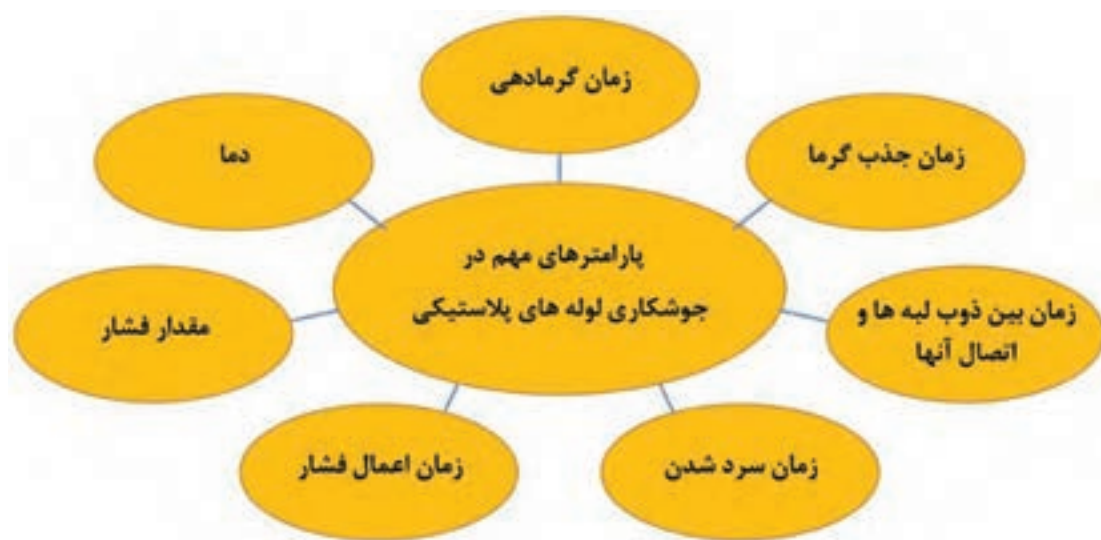 زمان گرمادهی
زمان جذب گرما
دما
پارامترهای مهم در
جوشکاری لوله های پلاستیکی
زمان بین ذوب لبه ها و
اتصال آنها
مقدار فشار
زمان سرد شدن
زمان اعمال فشار